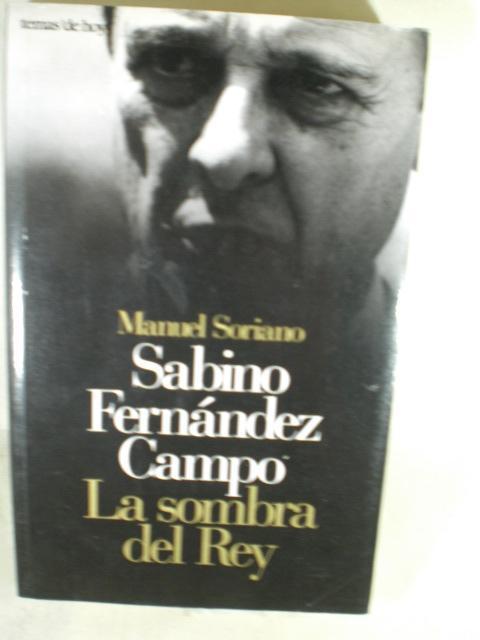 temas'de hoy
Manuel Soriano
Sabino
Fernández
Campo
La sombra
del Rey